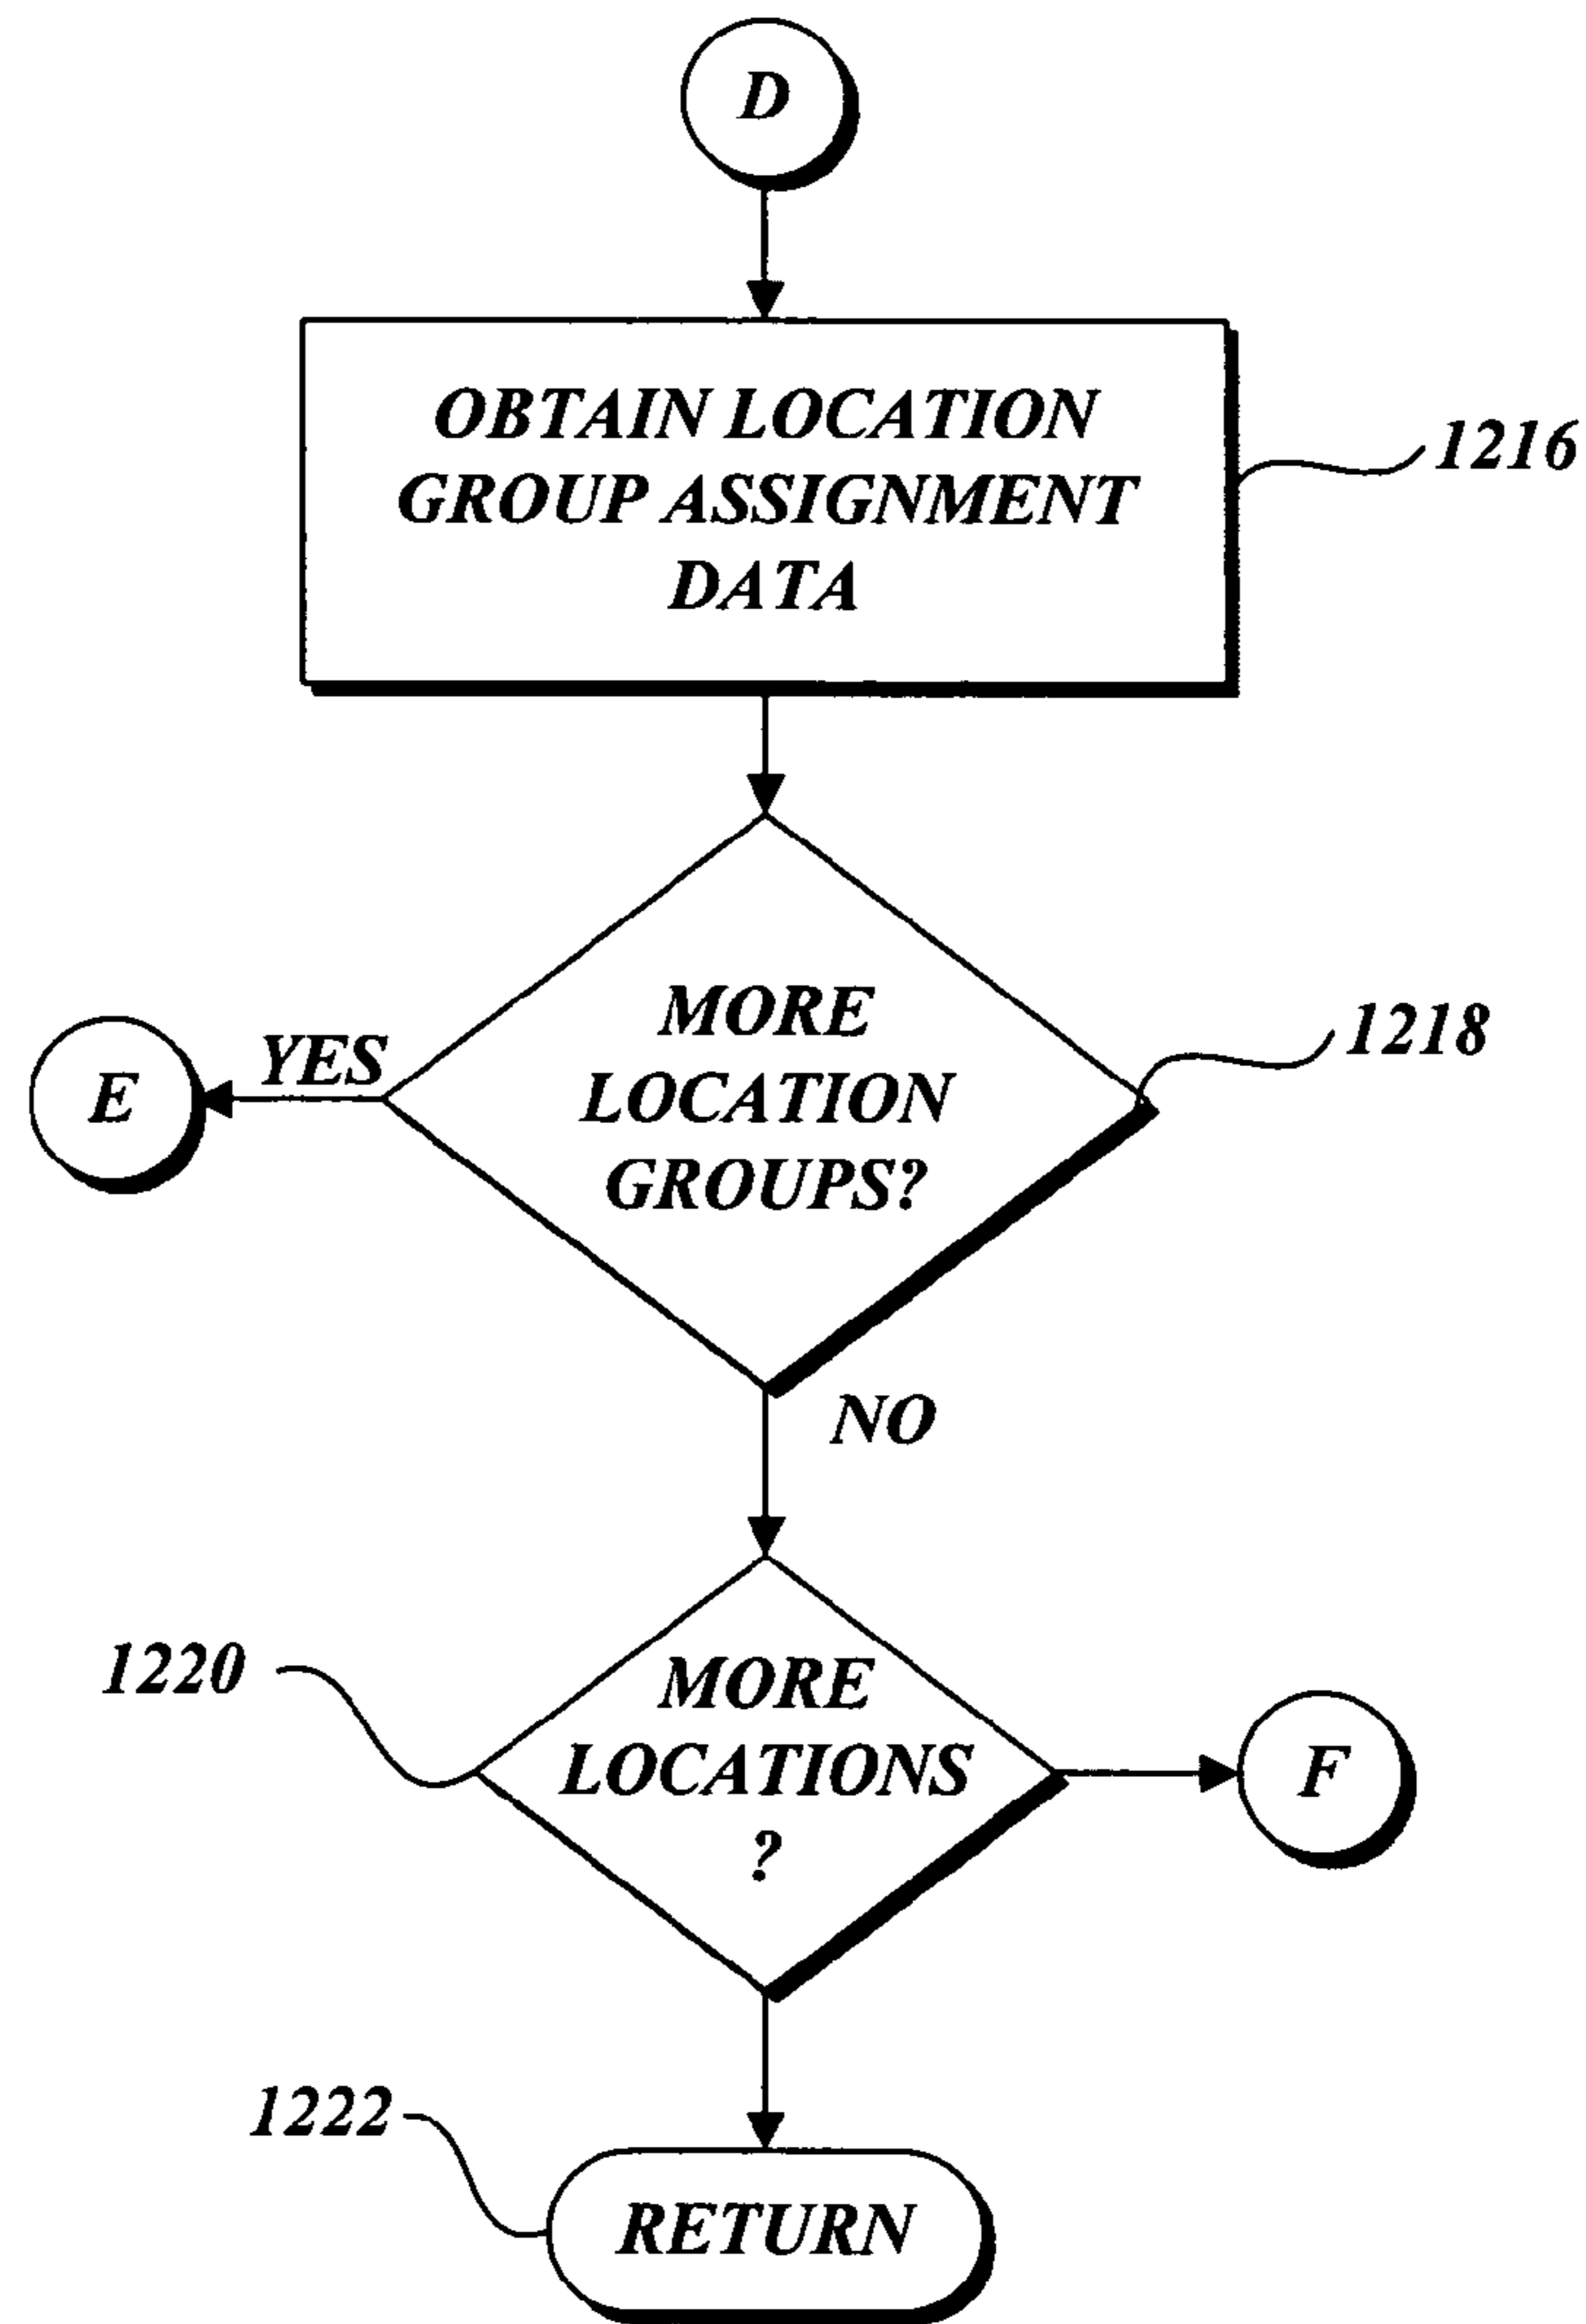 D
OBTAIN LOCATION
GROUP ASSIGNMENT
DATA
1216
MORE
LOCATION
GROUPS?
1218
YES
E
NO
MORE
LOCATIONS
?
1220
F
1222
RETURN